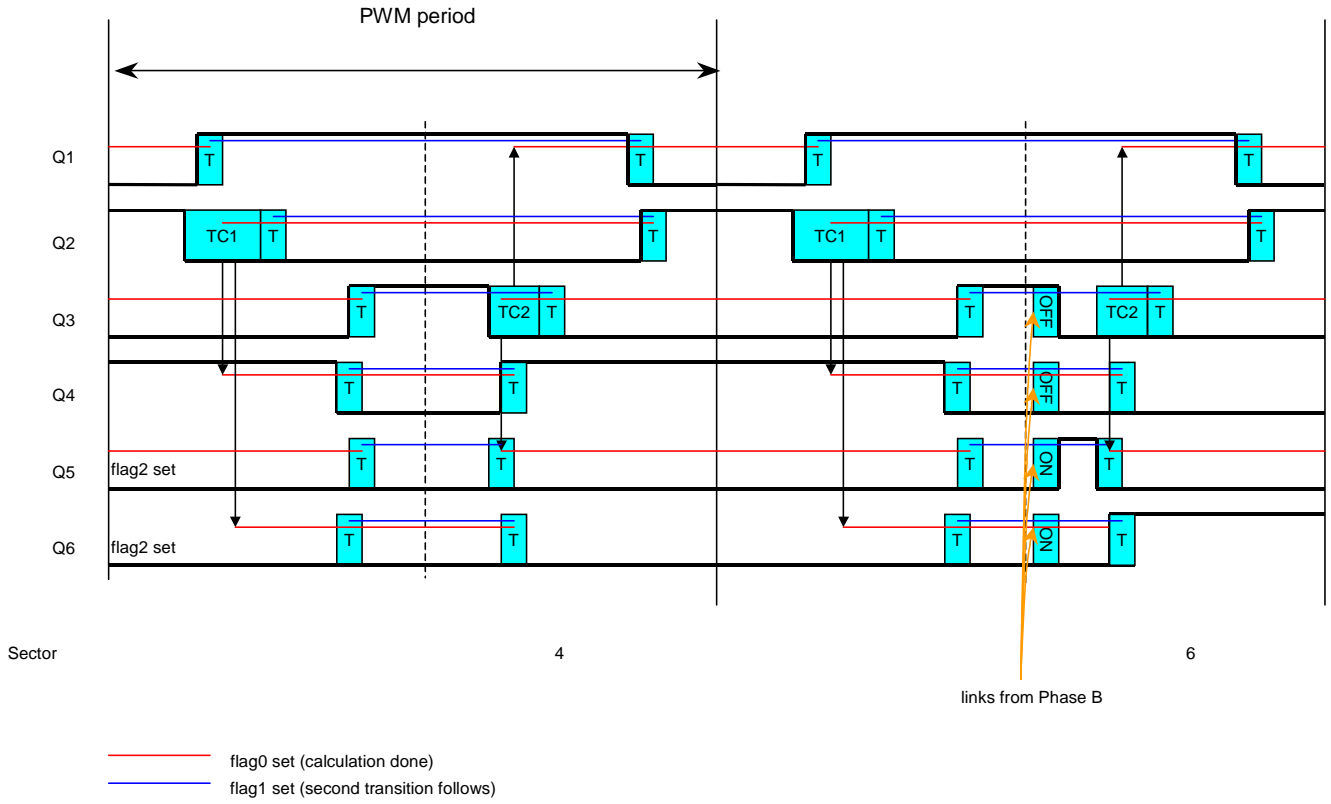 PWM period
Q1 T T T T
Q2 TC1 T T TC1 T T
Q3 T TC2 T T OFF TC2 T
Q4 T T T OFF T
Q5 flag2 set T T T ON T
Q6 flag2 set T T T ON T
Sector 4 6
links from Phase B
flag0 set (calculation done)
flag1 set (second transition follows)